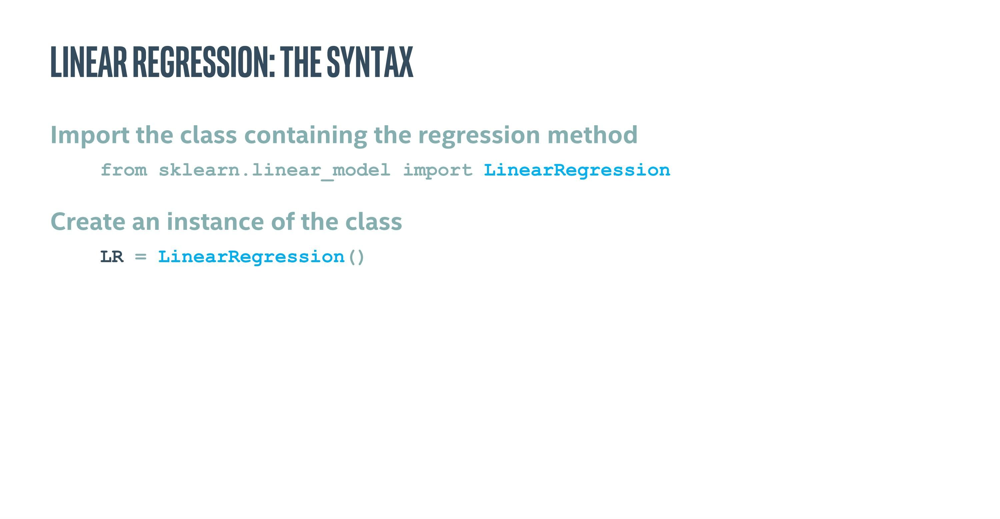 LINEAR REGRESSION: THE SYNTAX
Import the class containing the regression method
from sklearn.linear_model import LinearRegression
Create an instance of the class
LR = LinearRegression()